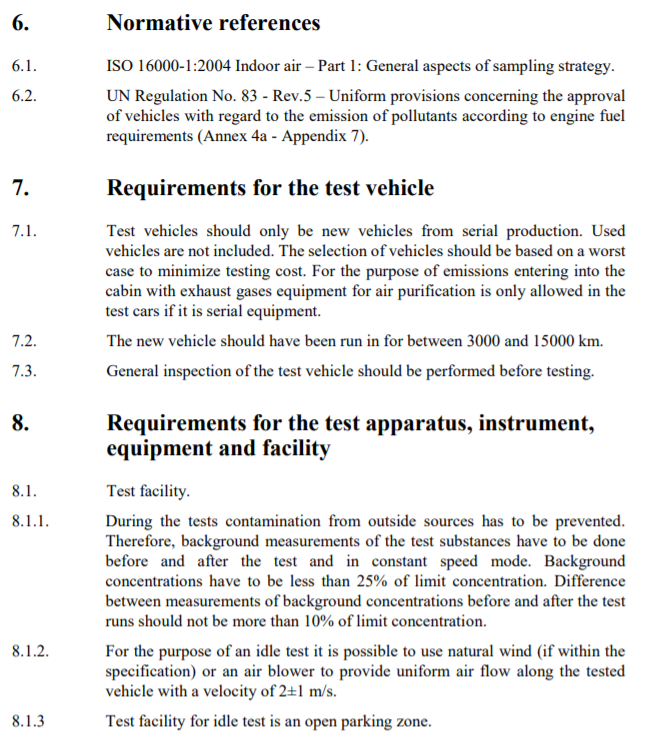 6. Normative references
6.1. ISO 16000-1:2004 Indoor air – Part 1: General aspects of sampling strategy.
6.2. UN Regulation No. 83 - Rev.5 – Uniform provisions concerning the approval
of vehicles with regard to the emission of pollutants according to engine fuel
requirements (Annex 4a - Appendix 7).
7. Requirements for the test vehicle
7.1. Test vehicles should only be new vehicles from serial production. Used
vehicles are not included. The selection of vehicles should be based on a worst
case to minimize testing cost. For the purpose of emissions entering into the
cabin with exhaust gases equipment for air purification is only allowed in the
test cars if it is serial equipment.
7.2. The new vehicle should have been run in for between 3000 and 15000 km.
7.3. General inspection of the test vehicle should be performed before testing.
8. Requirements for the test apparatus, instrument,
equipment and facility
8.1. Test facility.
8.1.1. During the tests contamination from outside sources has to be prevented.
Therefore, background measurements of the test substances have to be done
before and after the test and in constant speed mode. Background
concentrations have to be less than 25% of limit concentration. Difference
between measurements of background concentrations before and after the test
runs should not be more than 10% of limit concentration.
8.1.2. For the purpose of an idle test it is possible to use natural wind (if within the
specification) or an air blower to provide uniform air flow along the tested
vehicle with a velocity of 2±1 m/s.
8.1.3 Test facility for idle test is an open parking zone.